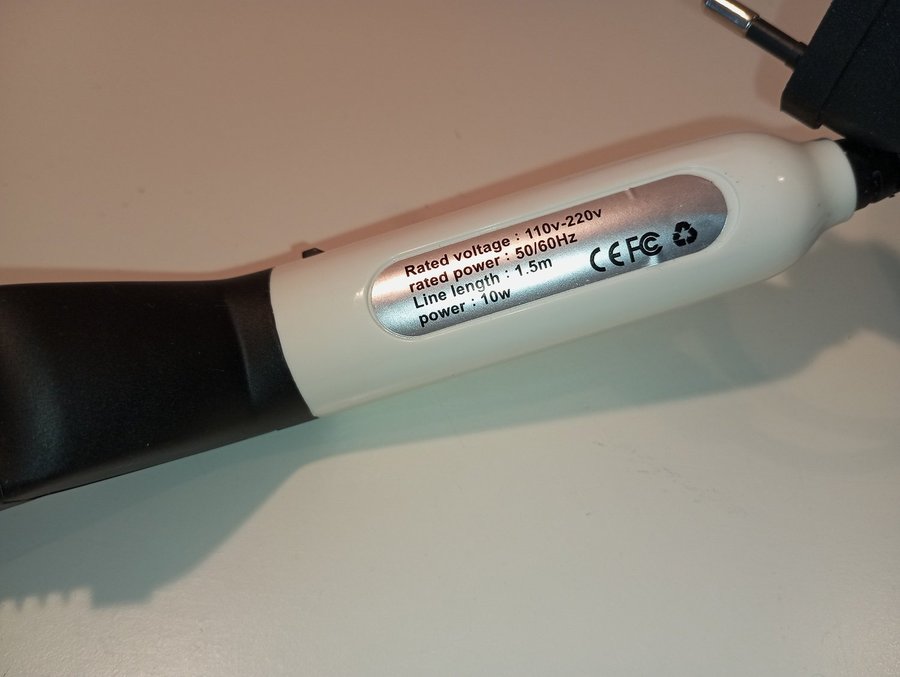 Rated voltage : 110v-220v
rated power : 50/60Hz
Line length : 1.5m
power : 10w
CE FC